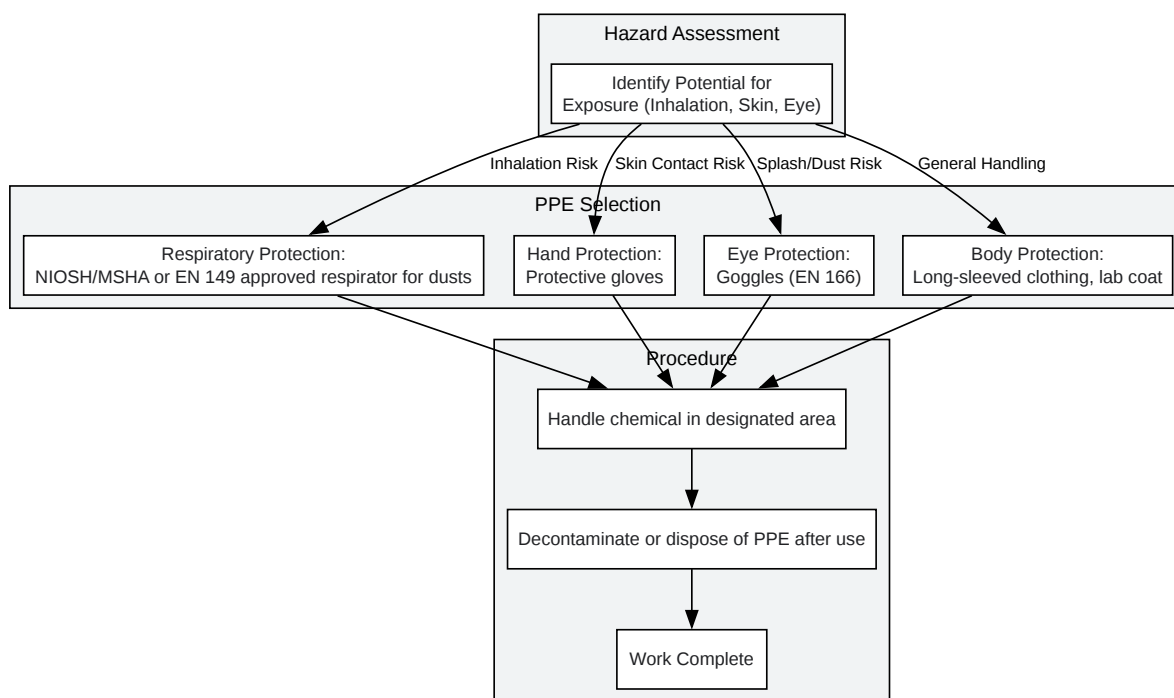 Hazard Assessment
Identify Potential for
Exposure (Inhalation, Skin, Eye)
Inhalation Risk
Skin Contact Risk
Splash/Dust Risk
General Handling
PPE Selection
Respiratory Protection:
NIOSH/MSHA or EN 149 approved respirator for dusts
Hand Protection:
Protective gloves
Eye Protection:
Goggles (EN 166)
Body Protection:
Long-sleeved clothing, lab coat
Procedure
Handle chemical in designated area
Decontaminate or dispose of PPE after use
Work Complete